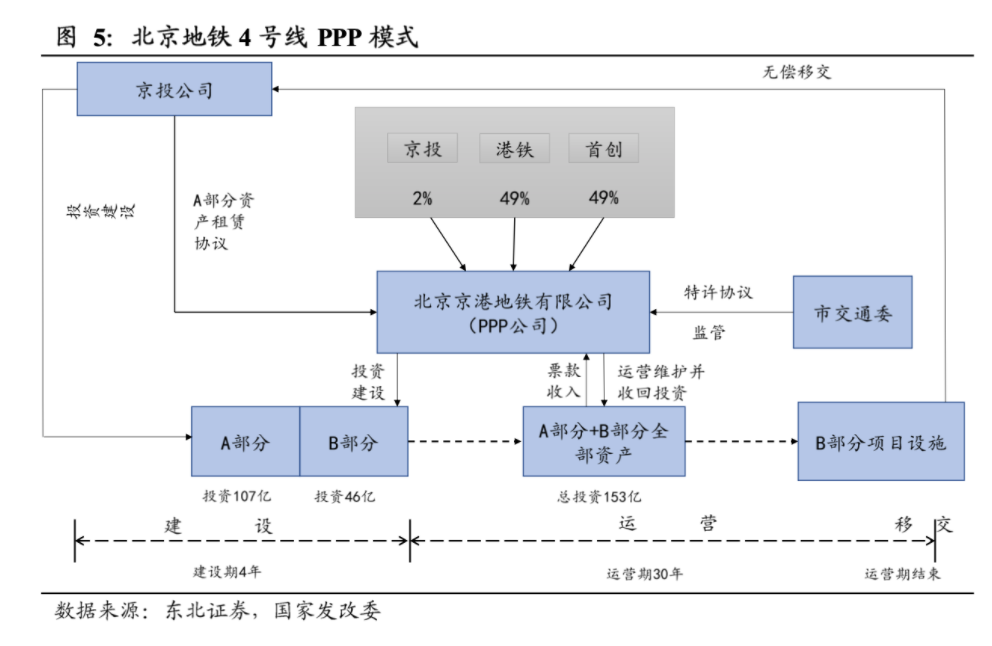 图 5：北京地铁 4 号线 PPP 模式
京投公司
无偿移交
京投
港铁
首创
2%
49%
49%
投资建设
A部分资
产租赁
协议
北京京港地铁有限公司
（PPP公司）
特许协议
监管
市交通委
投资
建设
票款
收入
运营维护并
收回投资
A部分
B部分
A部分+B部分全
部资产
B部分项目设施
投资107亿
投资46亿
总投资153亿
建 设
运 营
移 交
建设期4年
运营期30年
运营期结束
数据来源：东北证券，国家发改委